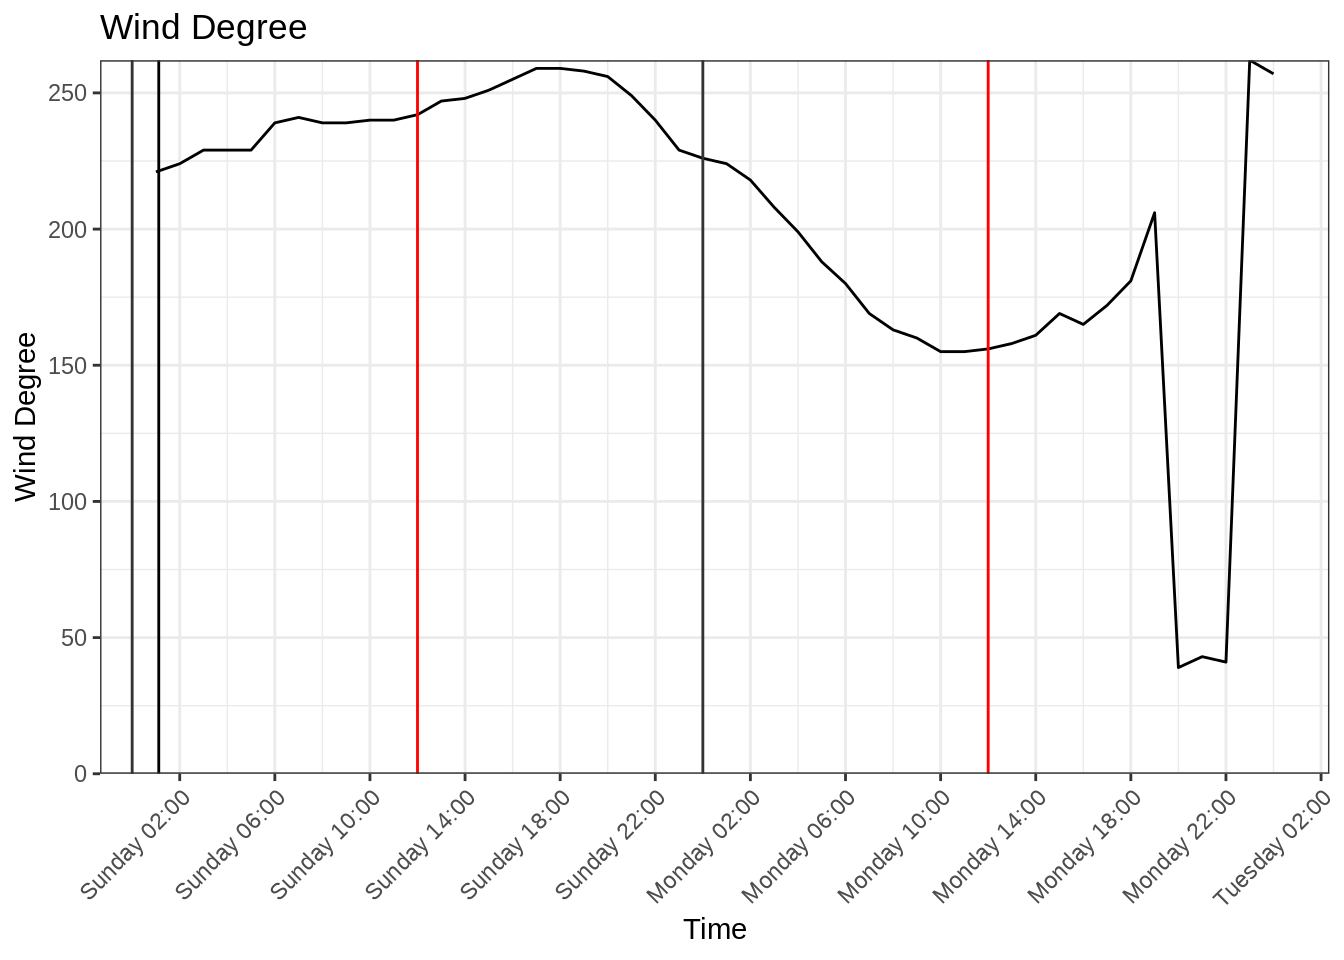 Wind Degree
Wind Degree
250
200
150
100
50
0
Sunday 02:00
Sunday 06:00
Sunday 10:00
Sunday 14:00
Sunday 18:00
Sunday 22:00
Monday 02:00
Monday 06:00
Monday 10:00
Monday 14:00
Monday 18:00
Monday 22:00
Tuesday 02:00
Time